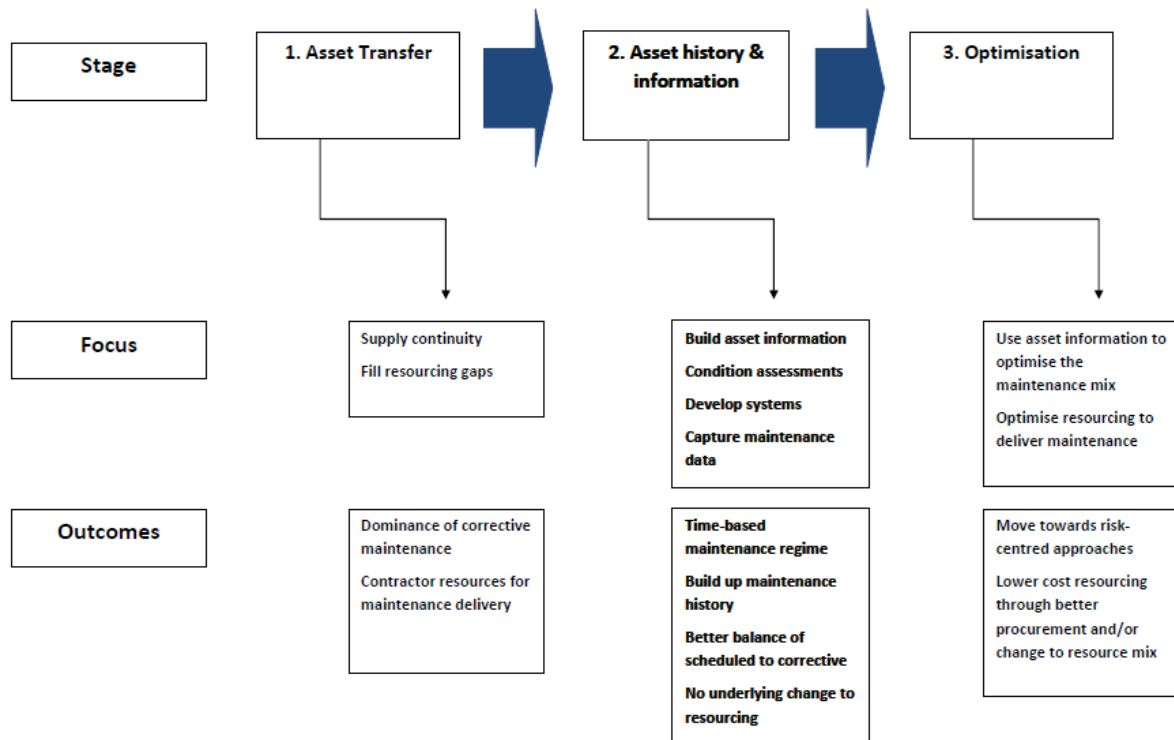 Stage
1. Asset Transfer
2. Asset history &
information
3. Optimisation
Focus
Supply continuity
Fill resourcing gaps
Build asset information
Condition assessments
Develop systems
Capture maintenance
data
Use asset information to
optimise the
maintenance mix
Optimise resourcing to
deliver maintenance
Outcomes
Dominance of corrective
maintenance
Contractor resources for
maintenance delivery
Time-based
maintenance regime
Build up maintenance
history
Better balance of
scheduled to corrective
No underlying change to
resourcing
Move towards risk-
centred approaches
Lower cost resourcing
through better
procurement and/or
change to resource mix